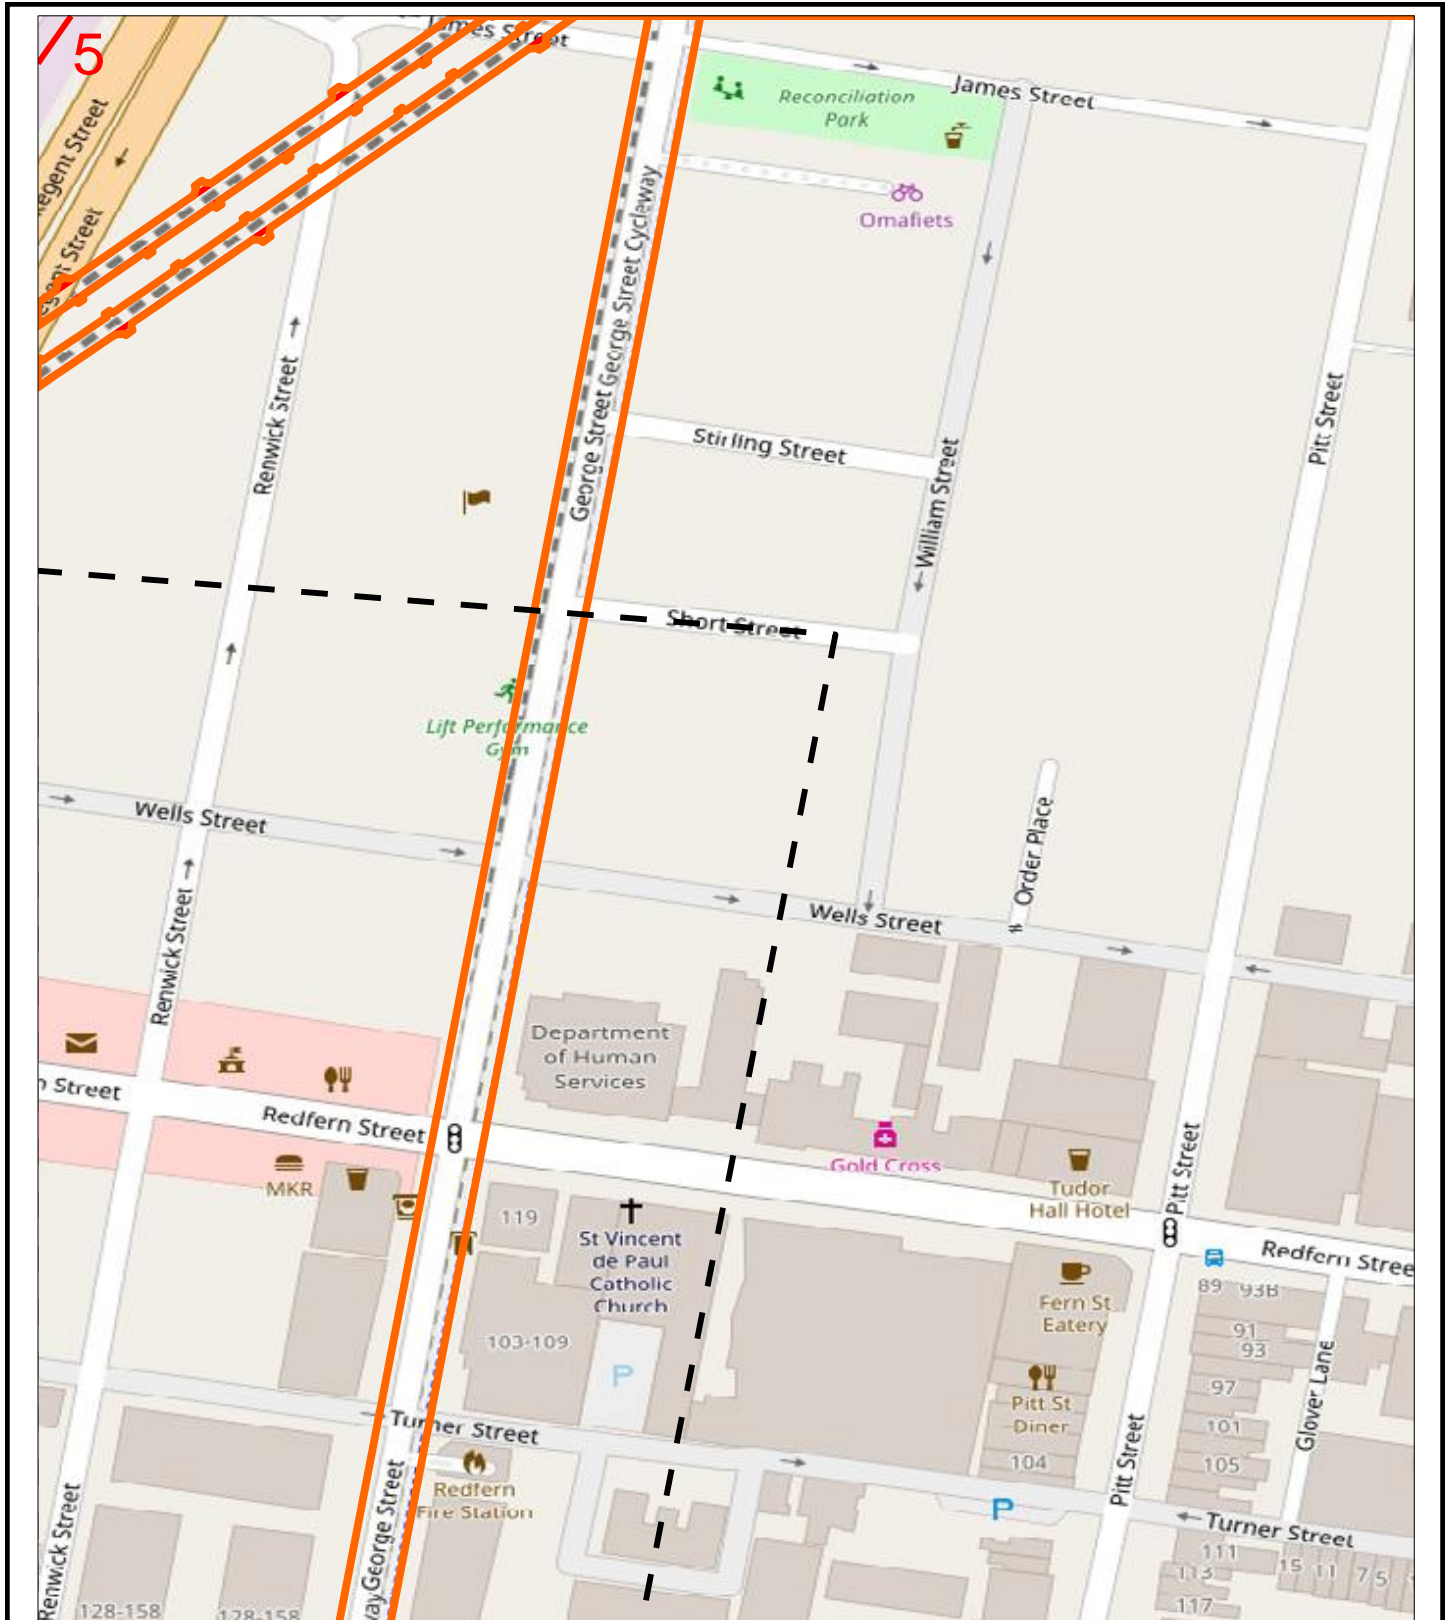 5
James Street
James Street
Reconciliation
Park
Omafiets
Street
George Street
George Street Cycleway
Renwick Street
Stirling Street
William Street
Pitt Street
Short Street
Lift Performance
Gym
Wells Street
Order Place
Wells Street
Renwick Street
Department
of Human
Services
Street
Redfern Street
Gold Cross
MKR
Tudor
Hall Hotel
Pitt Street
Redfern
119
St Vincent
de Paul
Catholic
Church
89
93B
Fern St
Eatery
91
93
103-109
P
Pitt St
Diner
97
Glover Lane
101
Turner Street
104
105
Pitt Street
Redfern
Fire Station
P
Turner Street
George Street
Renwick Street
111
113
15
11
7
5
117
128-158
128-158